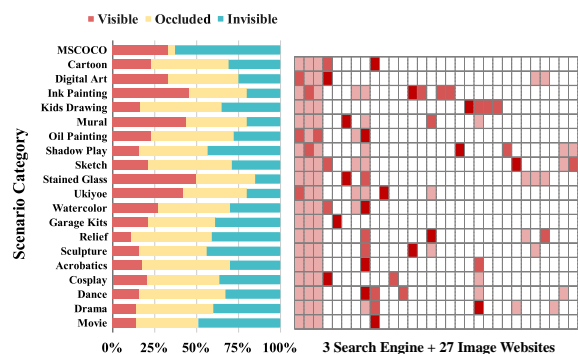 Visible Occluded Invisible
Scenario Category
MSCOCO
Cartoon
Digital Art
Ink Painting
Kids Drawing
Mural
Oil Painting
Shadow Play
Sketch
Stained Glass
Ukiyoe
Watercolor
Garage Kits
Relief
Sculpture
Acrobatics
Cosplay
Dance
Drama
Movie
0% 25% 50% 75% 100%
3 Search Engine + 27 Image Websites